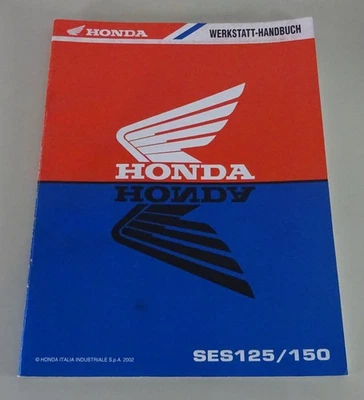 HONDA
WERKSTATT-HANDBUCH
HONDA
HONDA
© HONDA ITALIA INDUSTRIALE S.p.A. 2002
SES125/150